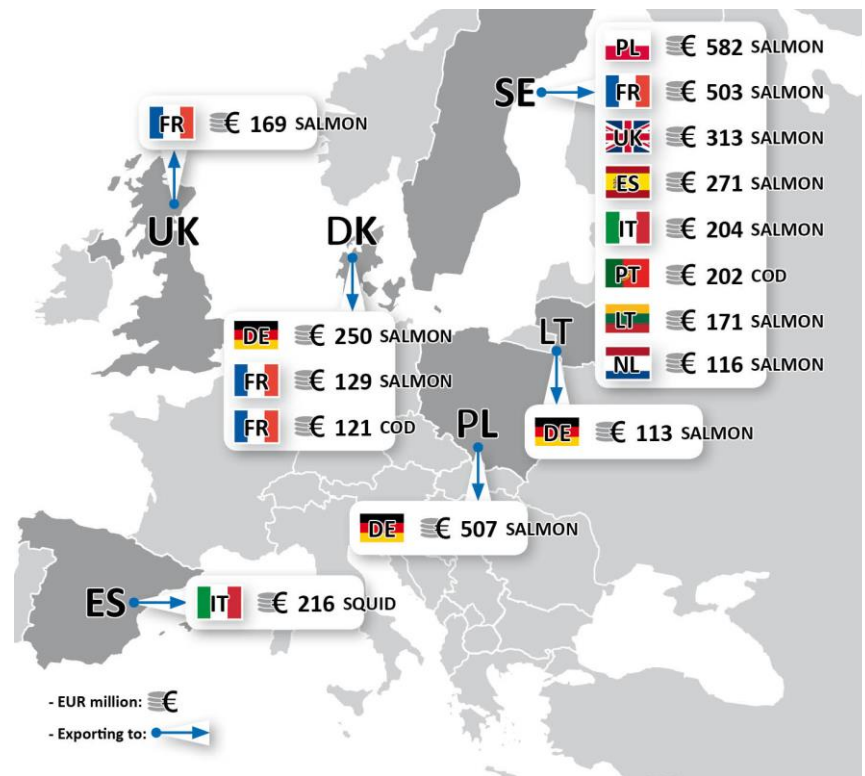 SE
PL € 582 SALMON
FR € 503 SALMON
UK € 313 SALMON
ES € 271 SALMON
IT € 204 SALMON
PT € 202 COD
LT € 171 SALMON
NL € 116 SALMON
FR € 169 SALMON
UK
DK
DE € 250 SALMON
FR € 129 SALMON
FR € 121 COD
LT
DE € 113 SALMON
PL
DE € 507 SALMON
ES
IT € 216 SQUID
- EUR million: €
- Exporting to: